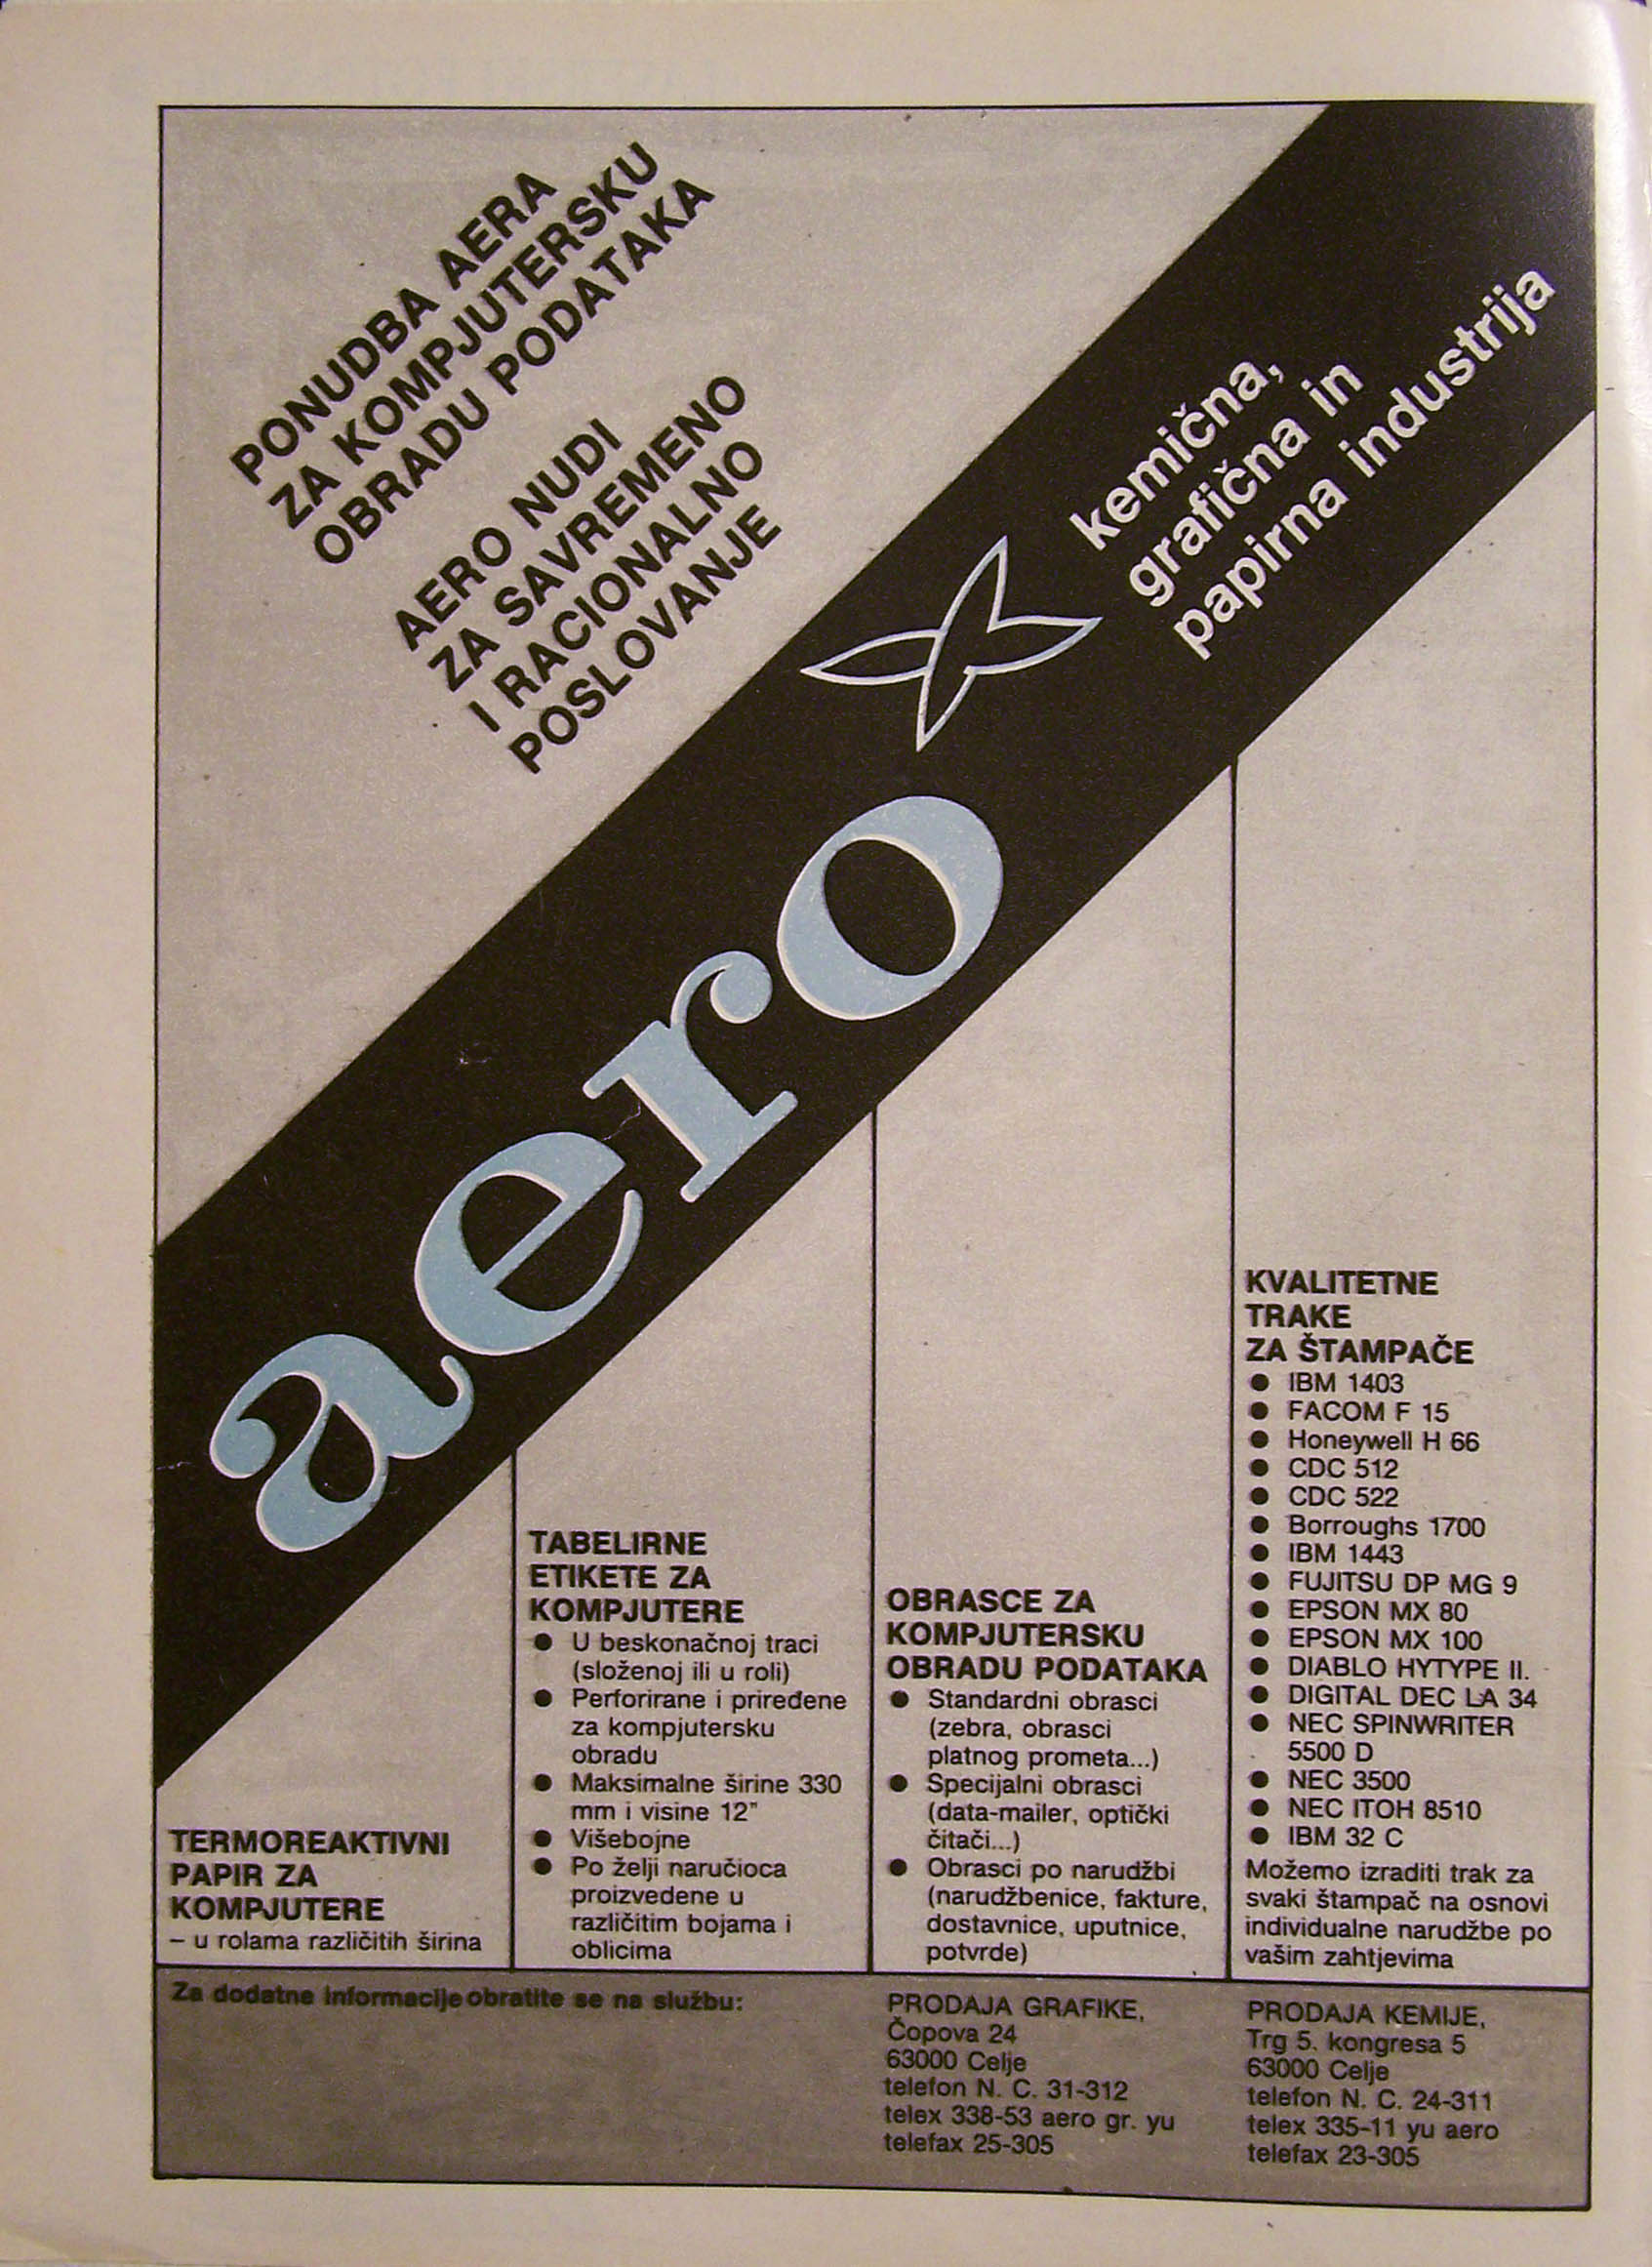 PONUDBA AERA
ZA KOMPJUTERSKU
OBRADU PODATAKA
AERO NUDI
ZA SAVREMENO
I RACIONALNO
POSLOVANJE
kemična,
grafična in
papirna industrija
aero
TERMOREAKTIVNI
PAPIR ZA
KOMPJUTERE
– u rolama različitih širina
TABELIRNE
ETIKETE ZA
KOMPJUTERE
● U beskonačnoj traci
(složenoj ili u roli)
● Perforirane i priređene
za kompjutersku
obradu
● Maksimalne širine 330
mm i visine 12"
● Višebojne
● Po želji naručioca
proizvedene u
različitim bojama i
oblicima
OBRASCE ZA
KOMPJUTERSKU
OBRADU PODATAKA
● Standardni obrasci
(zebra, obrasci
platnog prometa...)
● Specijalni obrasci
(data-mailer, optički
čitači...)
● Obrasci po narudžbi
(narudžbenice, fakture,
dostavnice, uputnice,
potvrde)
KVALITETNE
TRAKE
ZA ŠTAMPAČE
● IBM 1403
● FACOM F 15
● Honeywell H 66
● CDC 512
● CDC 522
● Borroughs 1700
● IBM 1443
● FUJITSU DP MG 9
● EPSON MX 80
● EPSON MX 100
● DIABLO HYTYPE II.
● DIGITAL DEC LA 34
● NEC SPINWRITER
5500 D
● NEC 3500
● NEC ITOH 8510
● IBM 32 C
Možemo izraditi trak za
svaki štampač na osnovi
individualne narudžbe po
vašim zahtjevima
Za dodatne informacije obratite se na službu:
PRODAJA GRAFIKE,
Čopova 24
63000 Celje
telefon N. C. 31-312
telex 338-53 aero gr. yu
telefax 25-305
PRODAJA KEMIJE,
Trg 5. kongresa 5
63000 Celje
telefon N. C. 24-311
telex 335-11 yu aero
telefax 23-305